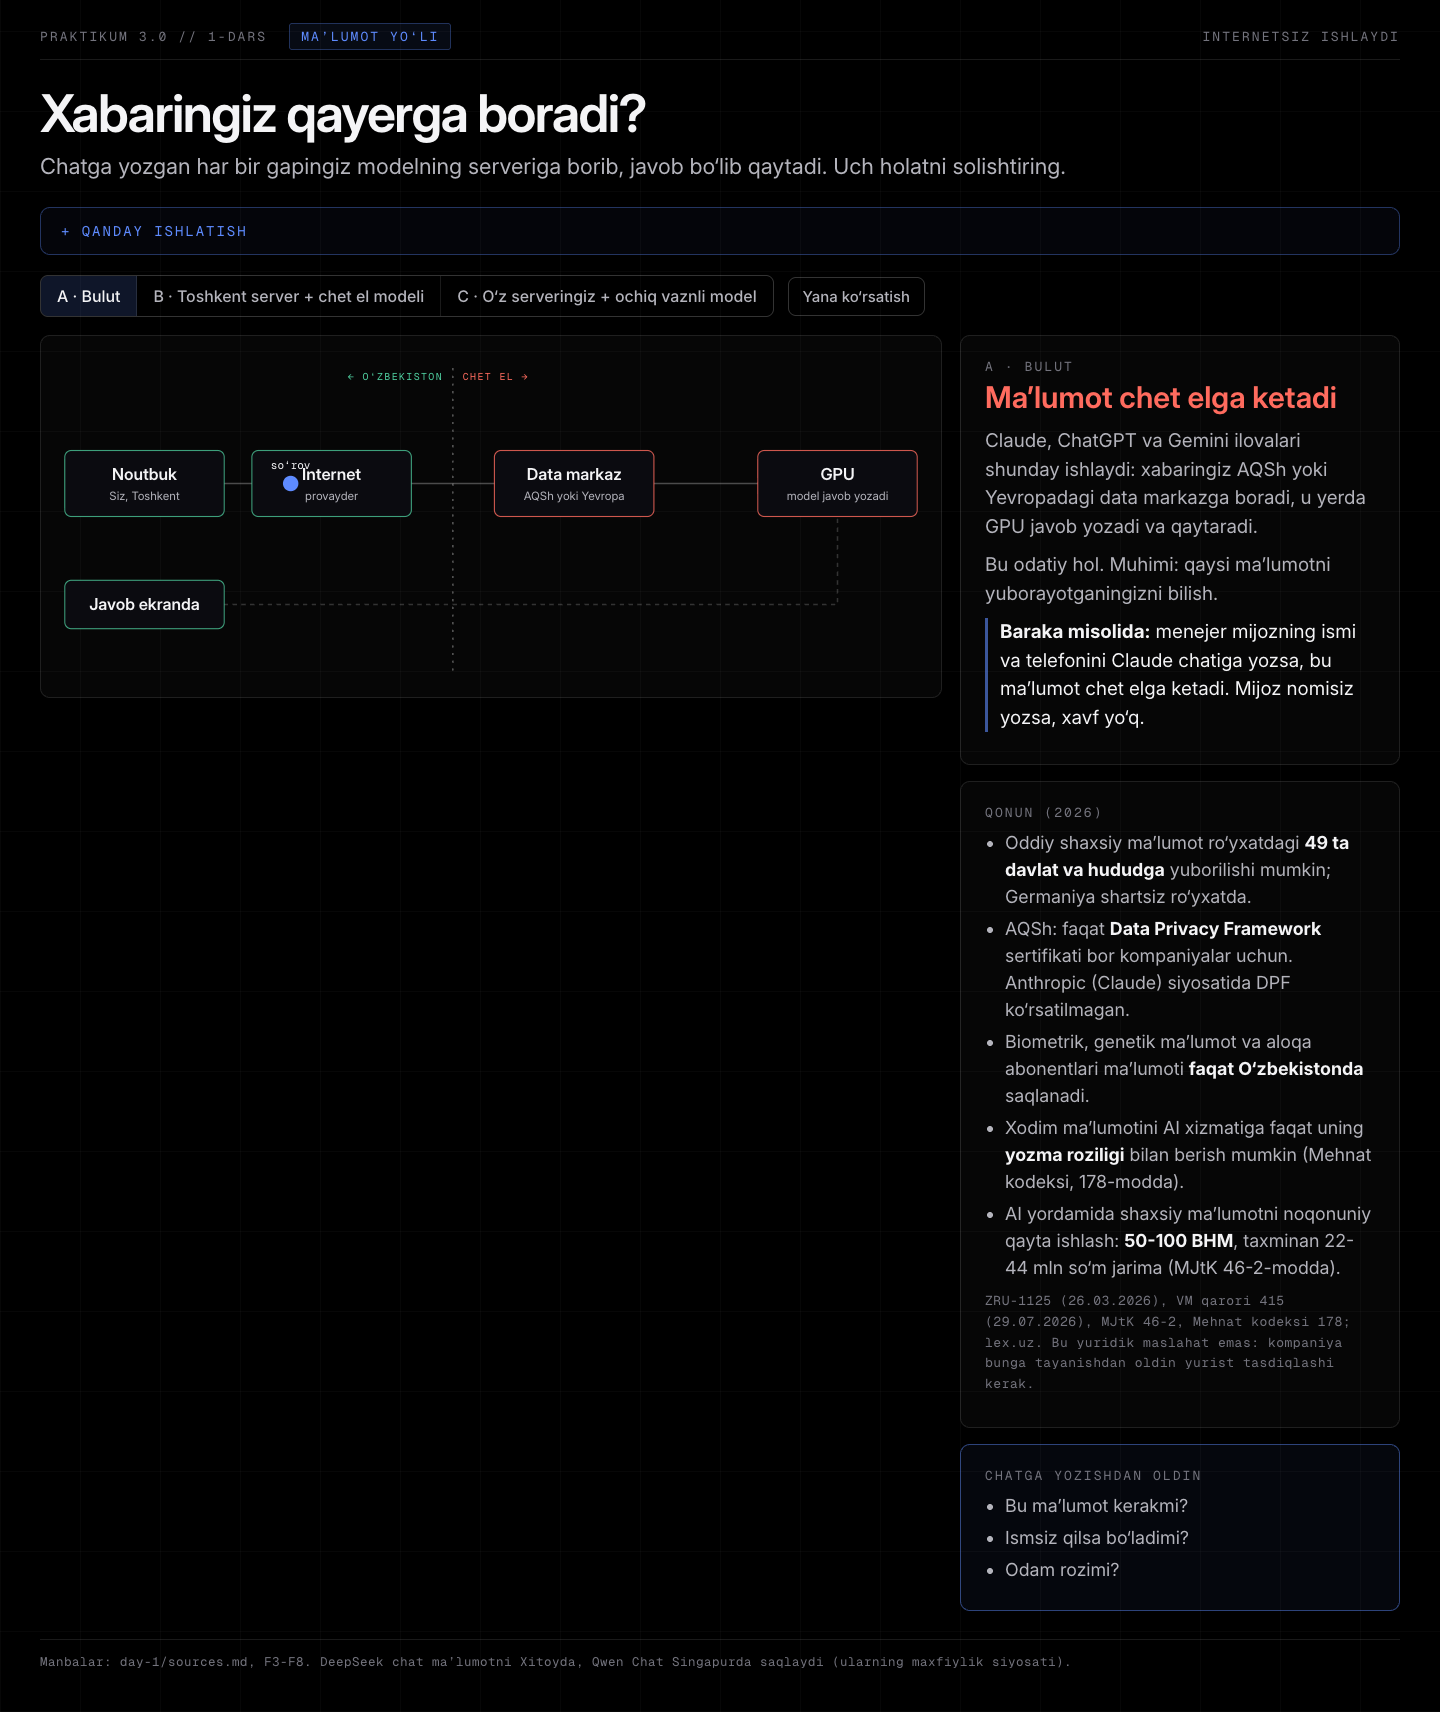 PRAKTIKUM 3.0 // 1-DARS
MA’LUMOT YO‘LI
INTERNETSIZ ISHLAYDI
Xabaringiz qayerga boradi?
Chatga yozgan har bir gapingiz modelning serveriga borib, javob bo‘lib qaytadi. Uch holatni solishtiring.
+ QANDAY ISHLATISH
A · Bulut
B · Toshkent server + chet el modeli
C · O‘z serveringiz + ochiq vaznli model
Yana ko‘rsatish
← O‘ZBEKISTON
CHET EL →
Noutbuk
Siz, Toshkent
so‘rov
Internet
provayder
Data markaz
AQSh yoki Yevropa
GPU
model javob yozadi
Javob ekranda
A · BULUT
Ma’lumot chet elga ketadi
Claude, ChatGPT va Gemini ilovalari
shunday ishlaydi: xabaringiz AQSh yoki
Yevropadagi data markazga boradi, u yerda
GPU javob yozadi va qaytaradi.
Bu odatiy hol. Muhimi: qaysi ma’lumotni
yuborayotganingizni bilish.
Baraka misolida: menejer mijozning ismi
va telefonini Claude chatiga yozsa, bu
ma’lumot chet elga ketadi. Mijoz nomisiz
yozsa, xavf yo‘q.
QONUN (2026)
• Oddiy shaxsiy ma’lumot ro‘yxatdagi 49 ta
davlat va hududga yuborilishi mumkin;
Germaniya shartsiz ro‘yxatda.
• AQSh: faqat Data Privacy Framework
sertifikati bor kompaniyalar uchun.
Anthropic (Claude) siyosatida DPF
ko‘rsatilmagan.
• Biometrik, genetik ma’lumot va aloqa
abonentlari ma’lumoti faqat O‘zbekistonda
saqlanadi.
• Xodim ma’lumotini AI xizmatiga faqat uning
yozma roziligi bilan berish mumkin (Mehnat
kodeksi, 178-modda).
• AI yordamida shaxsiy ma’lumotni noqonuniy
qayta ishlash: 50-100 BHM, taxminan 22-
44 mln so‘m jarima (MJtK 46-2-modda).
ZRU-1125 (26.03.2026), VM qarori 415
(29.07.2026), MJtK 46-2, Mehnat kodeksi 178;
lex.uz. Bu yuridik maslahat emas: kompaniya
bunga tayanishdan oldin yurist tasdiqlashi
kerak.
CHATGA YOZISHDAN OLDIN
• Bu ma’lumot kerakmi?
• Ismsiz qilsa bo‘ladimi?
• Odam rozimi?
Manbalar: day-1/sources.md, F3-F8. DeepSeek chat ma’lumotni Xitoyda, Qwen Chat Singapurda saqlaydi (ularning maxfiylik siyosati).